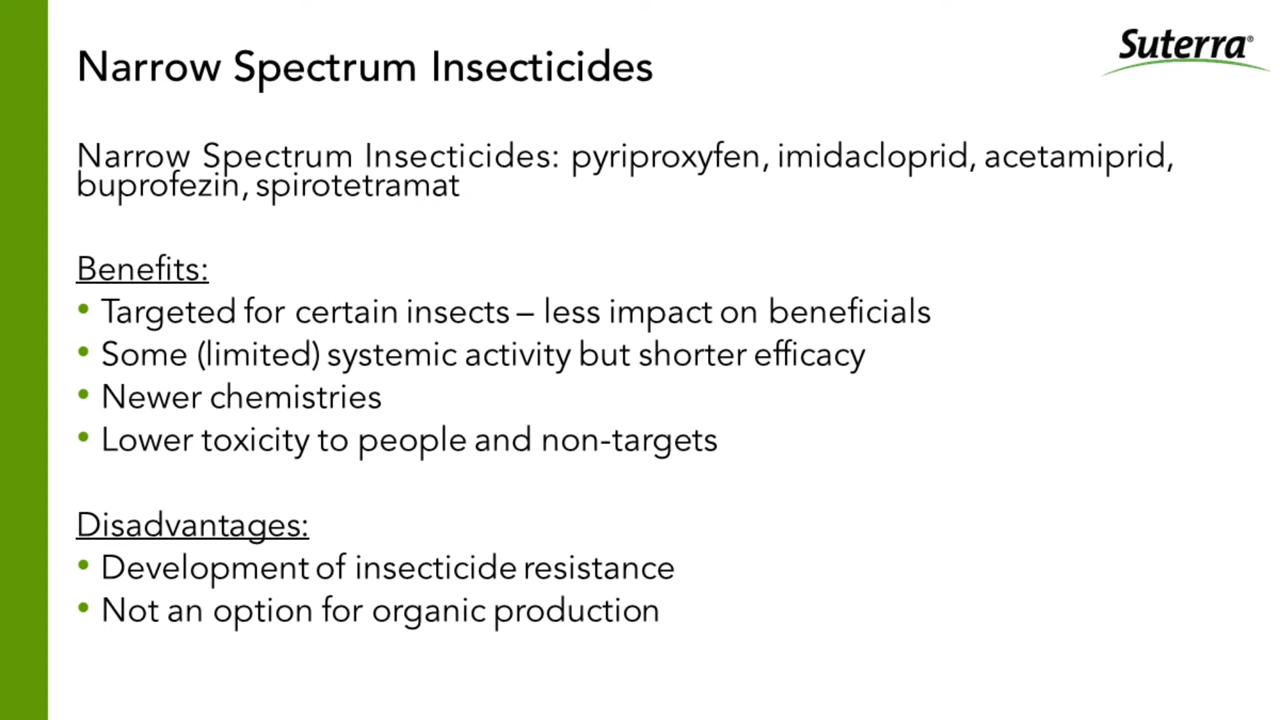 Suterra®
Narrow Spectrum Insecticides
Narrow Spectrum Insecticides: pyriproxyfen, imidacloprid, acetamiprid,
buprofezin, spirotetramat
Benefits:
• Targeted for certain insects – less impact on beneficials
• Some (limited) systemic activity but shorter efficacy
• Newer chemistries
• Lower toxicity to people and non-targets
Disadvantages:
• Development of insecticide resistance
• Not an option for organic production